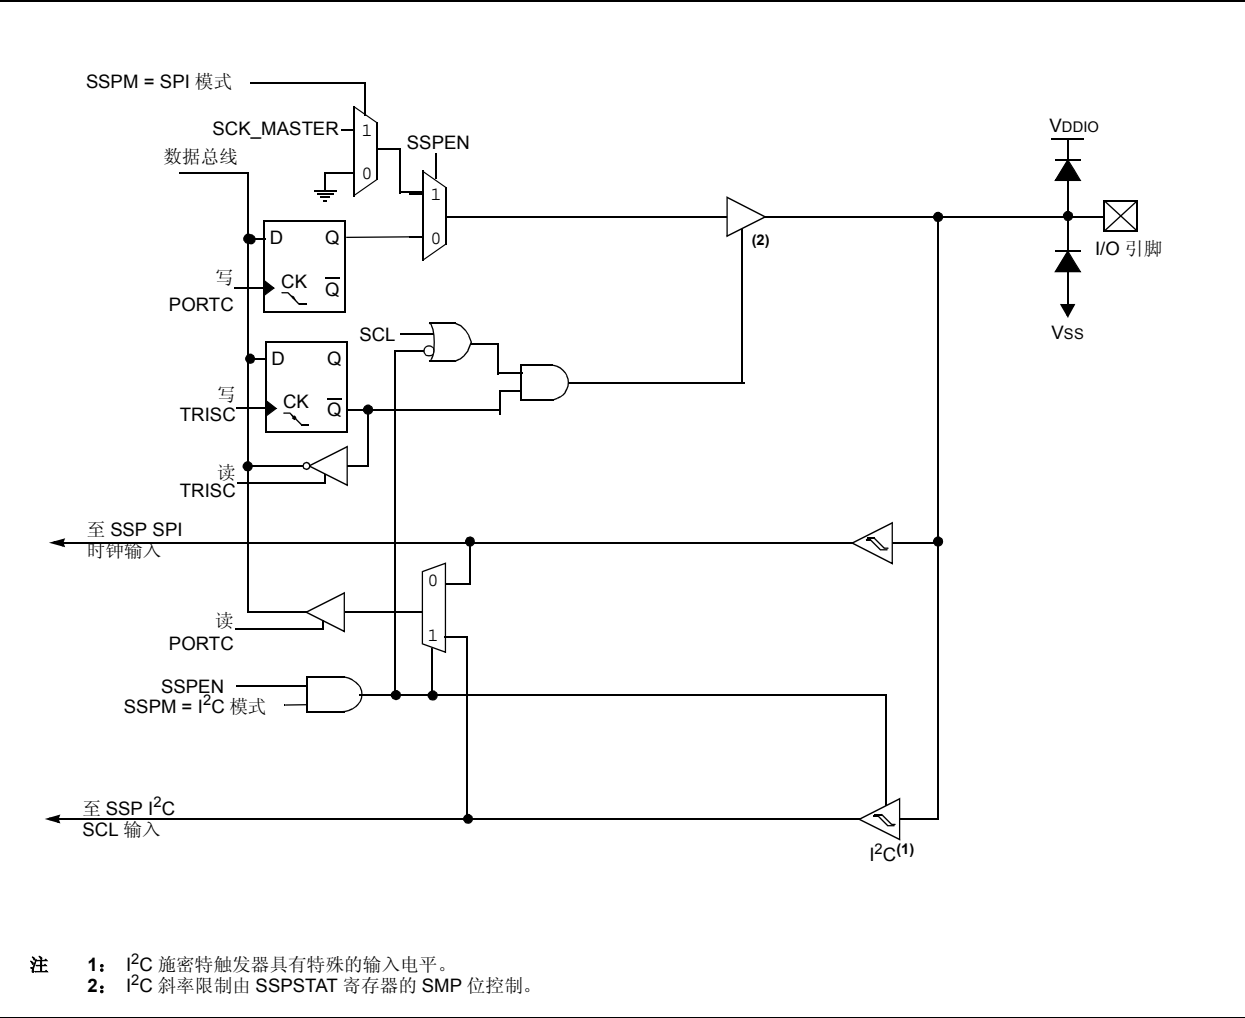 SSPM = SPI 模式
SCK_MASTER
1
0
SSPEN
数据总线
1
0
D
Q
CK
Q̅
写
PORTC
(2)
VDDIO
I/O 引脚
VSS
SCL
D
Q
CK
Q̅
写
TRISC
读
TRISC
至 SSP SPI
时钟输入
0
1
读
PORTC
SSPEN
SSPM = I²C 模式
至 SSP I²C
SCL 输入
I²C(1)
注 1： I²C 施密特触发器具有特殊的输入电平。
2： I²C 斜率限制由 SSPSTAT 寄存器的 SMP 位控制。